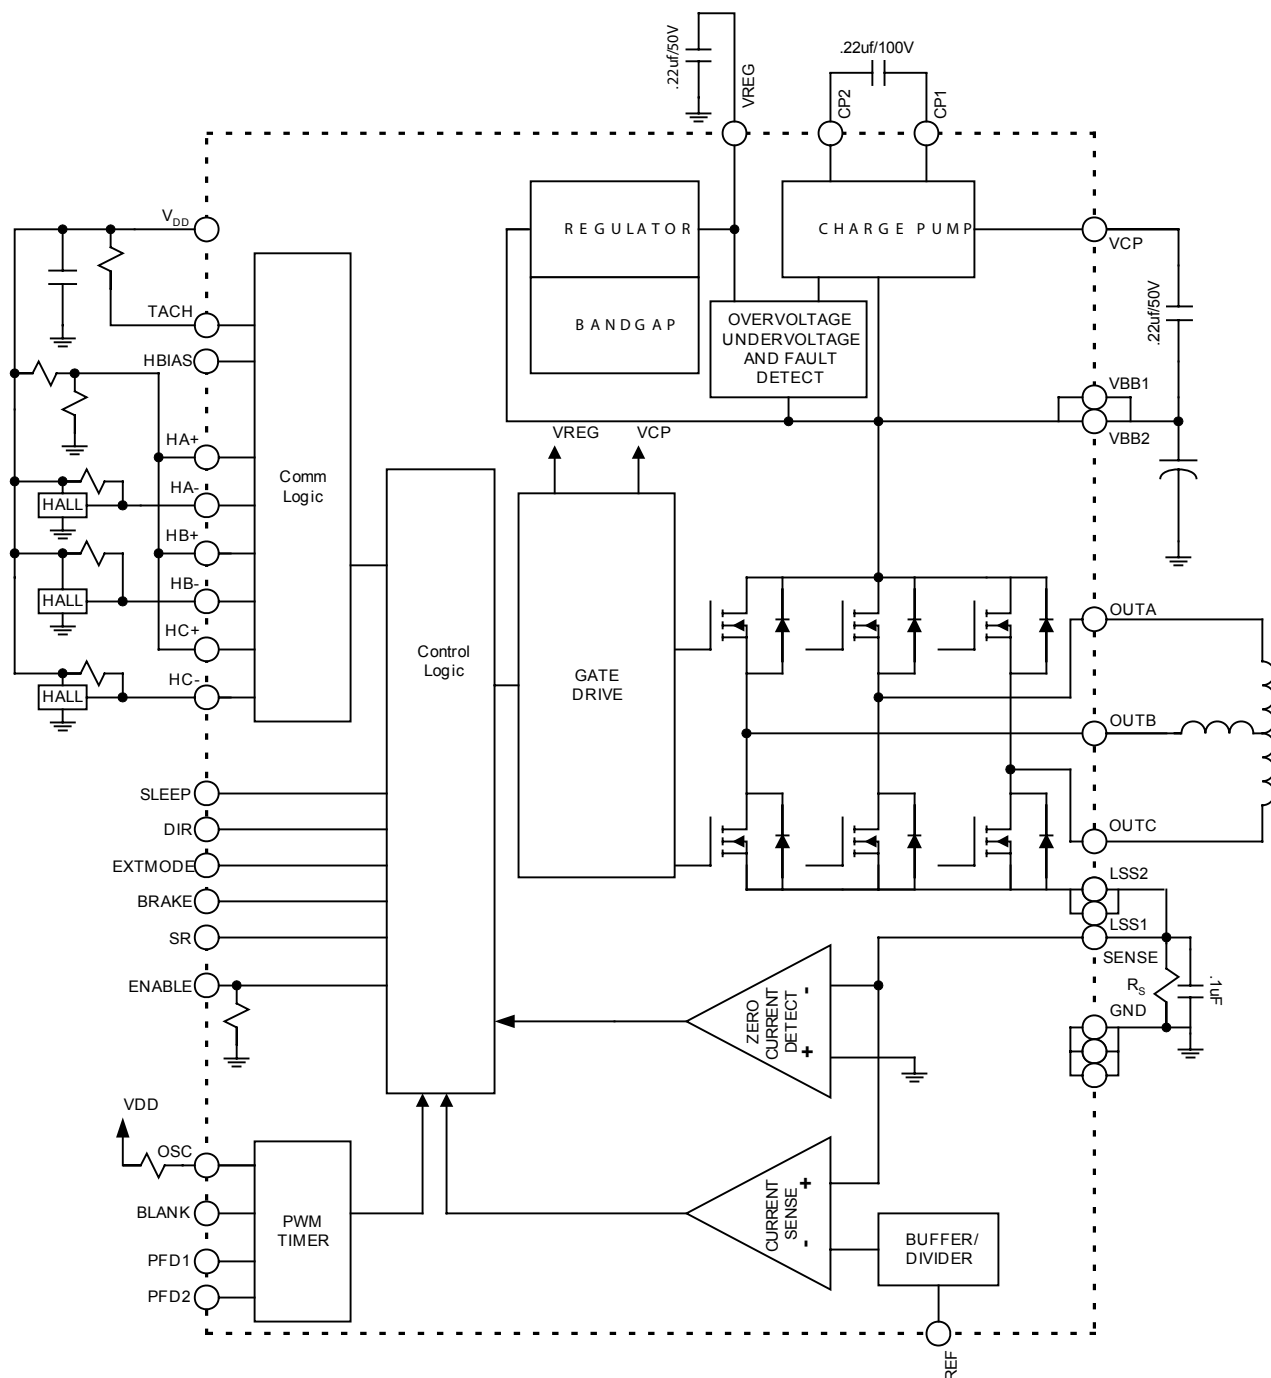 .22uf/50V
VREG
.22uf/100V
CP2
CP1
VDD
REGULATOR
CHARGE PUMP
VCP
.22uf/50V
BANDGAP
OVERVOLTAGE
UNDERVOLTAGE
AND FAULT
DETECT
TACH
HBIAS
VBB1
VBB2
HA+
VREG
VCP
Comm
Logic
HA-
HALL
HB+
HB-
HALL
HC+
HC-
HALL
Control
Logic
GATE
DRIVE
OUTA
OUTB
OUTC
SLEEP
DIR
EXTMODE
BRAKE
SR
ENABLE
LSS2
LSS1
SENSE
RS
.1uF
GND
ZERO
CURRENT
DETECT
-
+
VDD
OSC
BLANK
PFD1
PFD2
PWM
TIMER
CURRENT
SENSE
+
-
BUFFER/
DIVIDER
REF